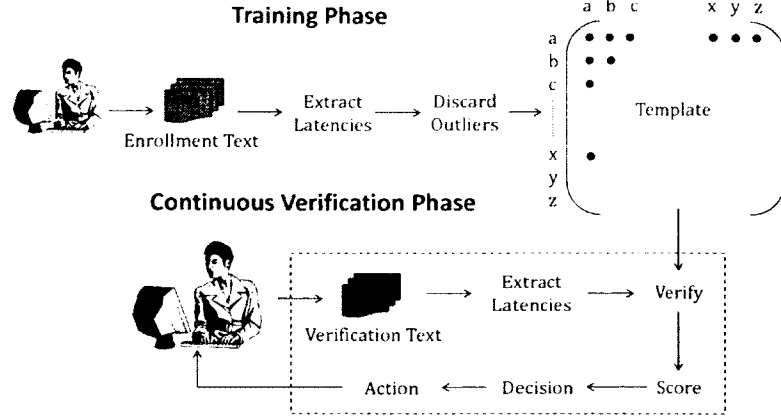 Training Phase
a b c x y z
a
b
c
x
y
z
Template
Enrollment Text
Extract
Latencies
Discard
Outliers
Continuous Verification Phase
Verification Text
Extract
Latencies
Verify
Action
Decision
Score